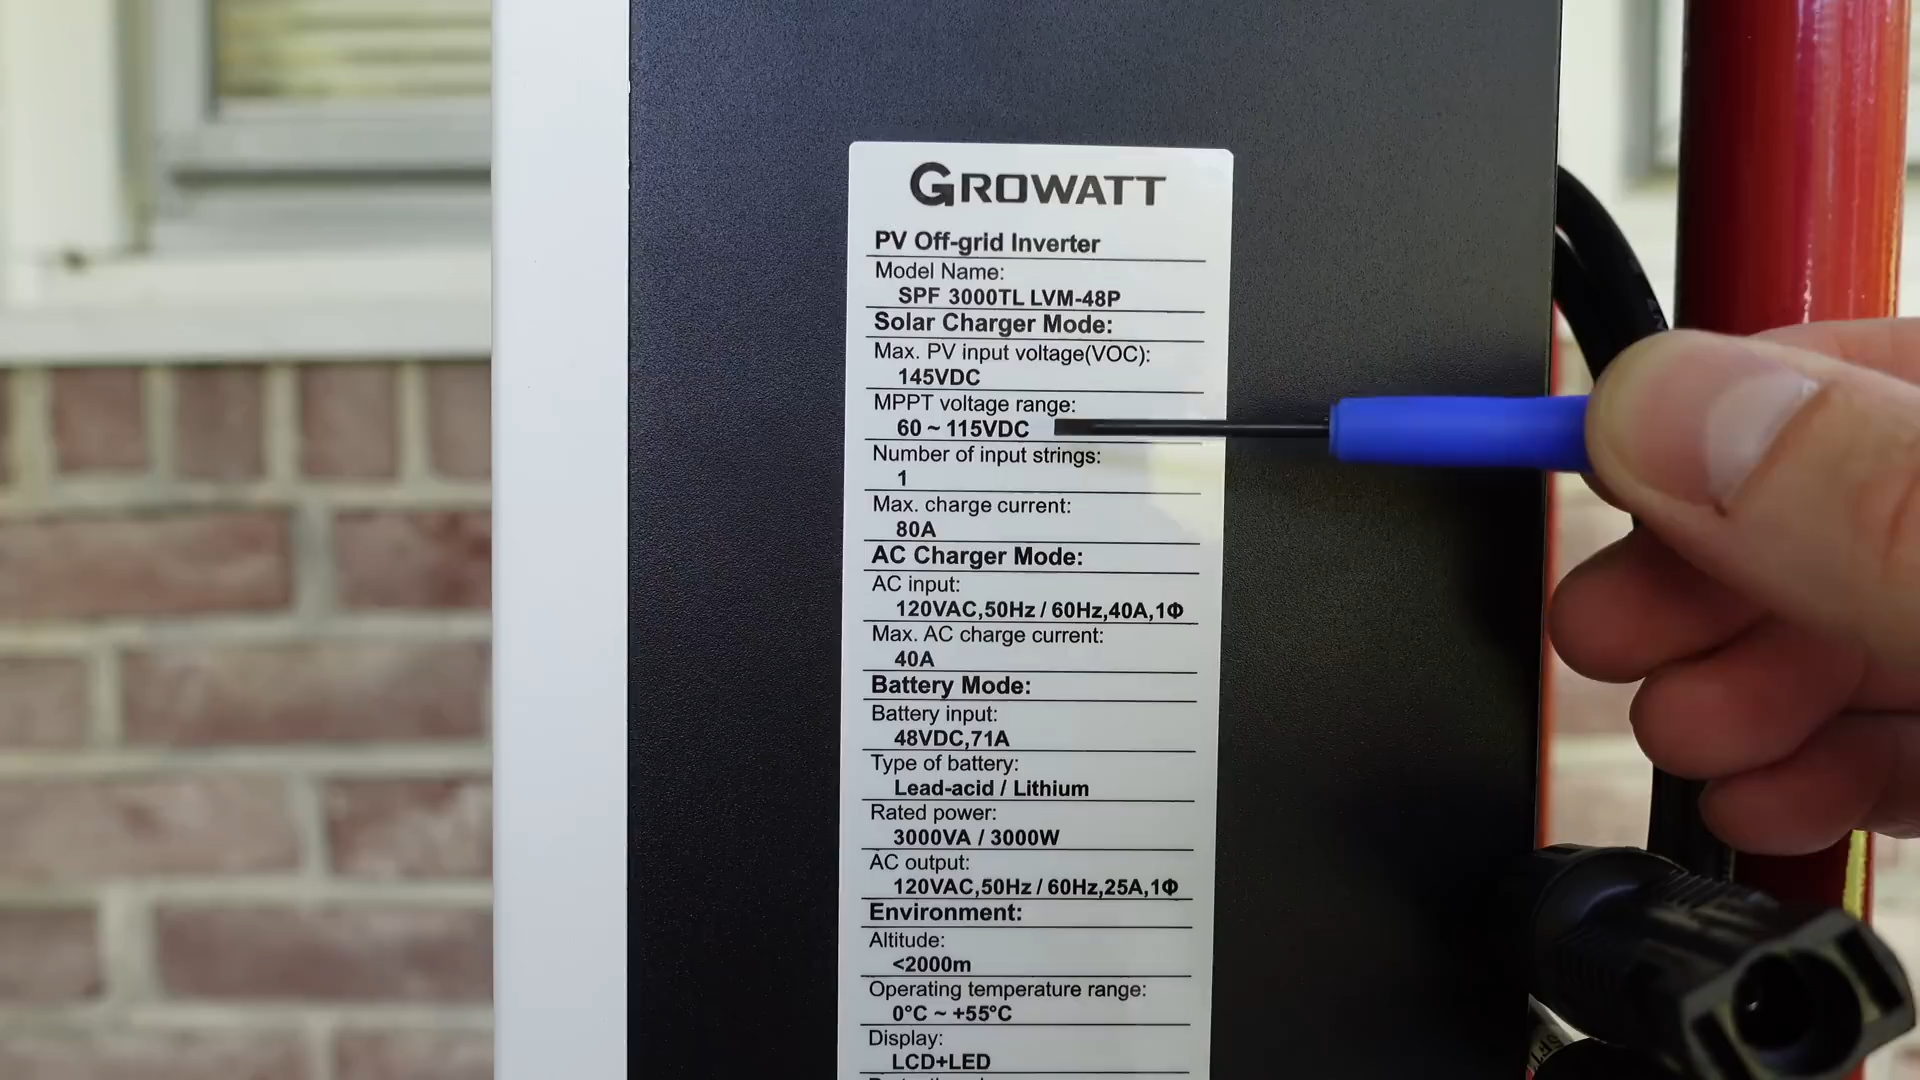 GROWATT
PV Off-grid Inverter
Model Name:
SPF 3000TL LVM-48P
Solar Charger Mode:
Max. PV input voltage(VOC):
145VDC
MPPT voltage range:
60 ~ 115VDC
Number of input strings:
1
Max. charge current:
80A
AC Charger Mode:
AC input:
120VAC,50Hz / 60Hz,40A,1Φ
Max. AC charge current:
40A
Battery Mode:
Battery input:
48VDC,71A
Type of battery:
Lead-acid / Lithium
Rated power:
3000VA / 3000W
AC output:
120VAC,50Hz / 60Hz,25A,1Φ
Environment:
Altitude:
<2000m
Operating temperature range:
0°C ~ +55°C
Display:
LCD+LED